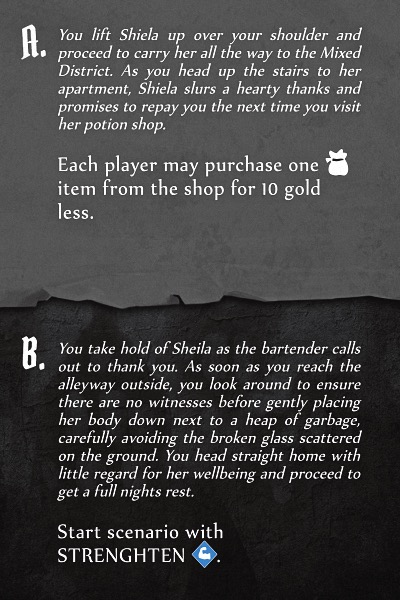 A.
You lift Shiela up over your shoulder and
proceed to carry her all the way to the Mixed
District. As you head up the stairs to her
apartment, Shiela slurs a hearty thanks and
promises to repay you the next time you visit
her potion shop.
Each player may purchase one
item from the shop for 10 gold
less.
B.
You take hold of Sheila as the bartender calls
out to thank you. As soon as you reach the
alleyway outside, you look around to ensure
there are no witnesses before gently placing
her body down next to a heap of garbage,
carefully avoiding the broken glass scattered
on the ground. You head straight home with
little regard for her wellbeing and proceed to
get a full nights rest.
Start scenario with
STRENGHTEN .